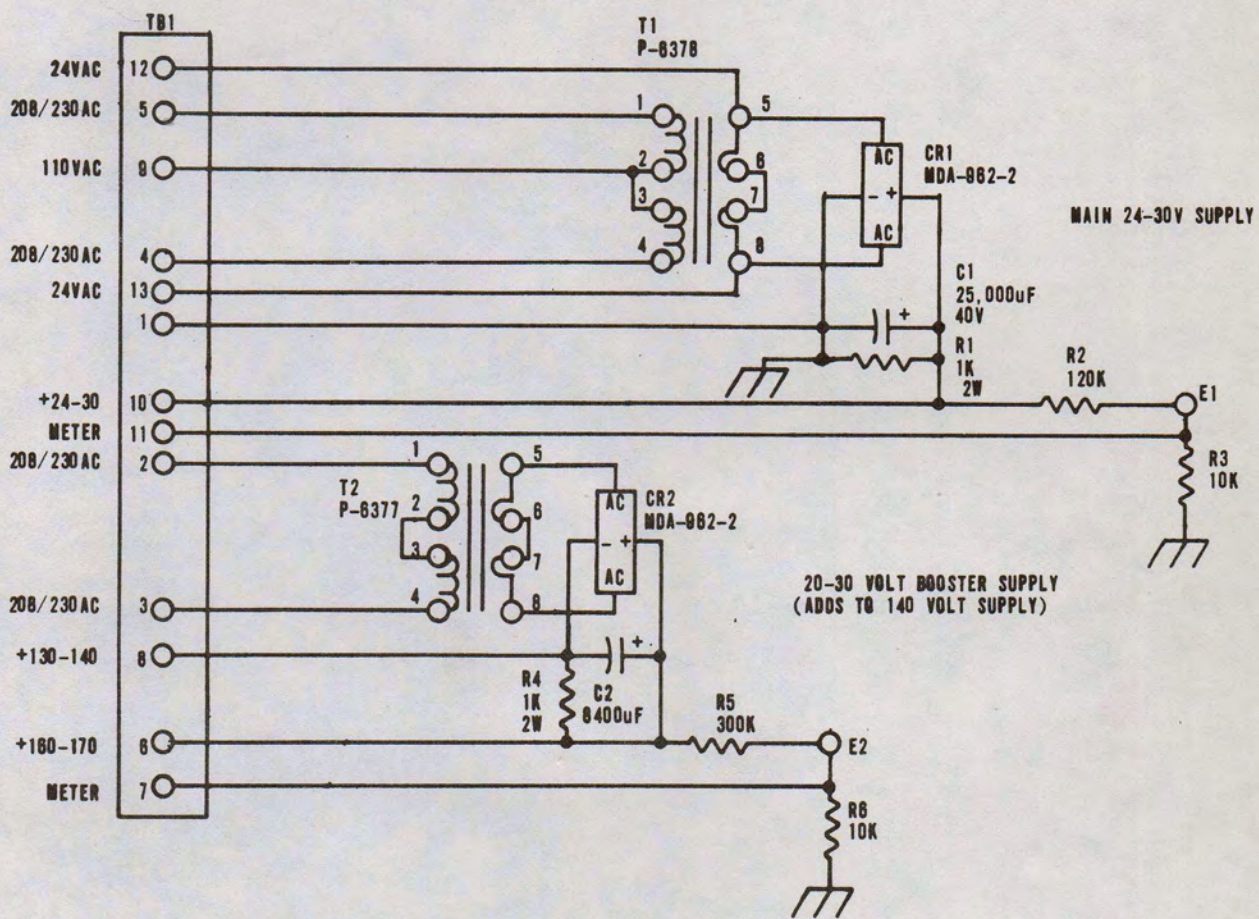 TB1
24VAC 12
208/230AC 5
110VAC 9
208/230AC 4
24VAC 13
1
+24-30 10
METER 11
208/230AC 2
208/230AC 3
+130-140 8
+160-170 6
METER 7
T1
P-6378
1
2
3
4
5
6
7
8
AC
- +
AC
CR1
MDA-962-2
MAIN 24-30V SUPPLY
C1
25,000uF
40V
+
R1
1K
2W
R2
120K
E1
R3
10K
T2
P-6377
1
2
3
4
5
6
7
8
AC
- +
AC
CR2
MDA-962-2
20-30 VOLT BOOSTER SUPPLY
(ADDS TO 140 VOLT SUPPLY)
+
R4
1K
2W
C2
8400uF
R5
300K
E2
R6
10K